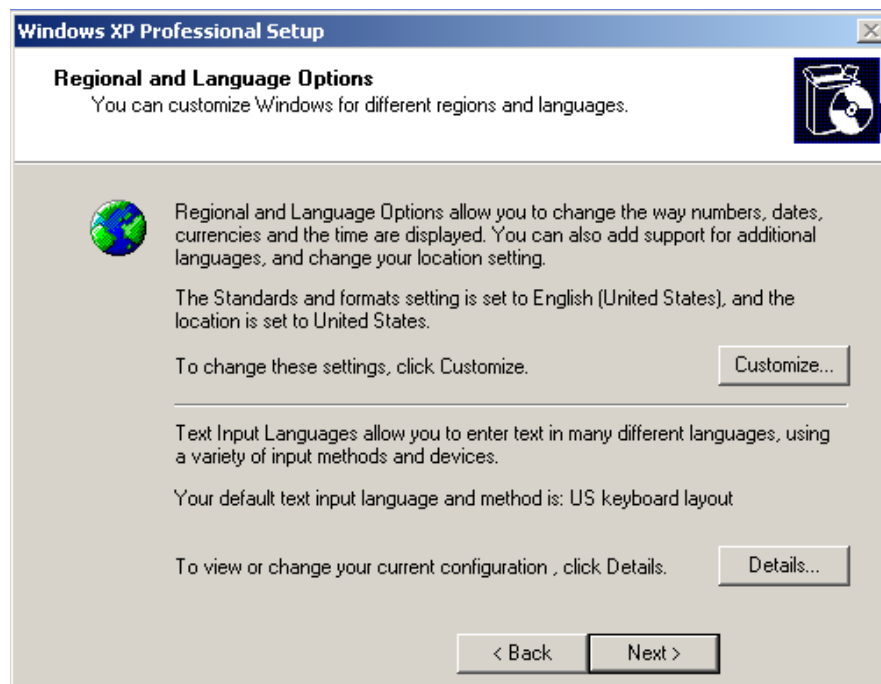 Windows XP Professional Setup
Regional and Language Options
You can customize Windows for different regions and languages.
Regional and Language Options allow you to change the way numbers, dates,
currencies and the time are displayed. You can also add support for additional
languages, and change your location setting.
The Standards and formats setting is set to English (United States), and the
location is set to United States.
To change these settings, click Customize.
Customize...
Text Input Languages allow you to enter text in many different languages, using
a variety of input methods and devices.
Your default text input language and method is: US keyboard layout
To view or change your current configuration , click Details.
Details...
< Back
Next >